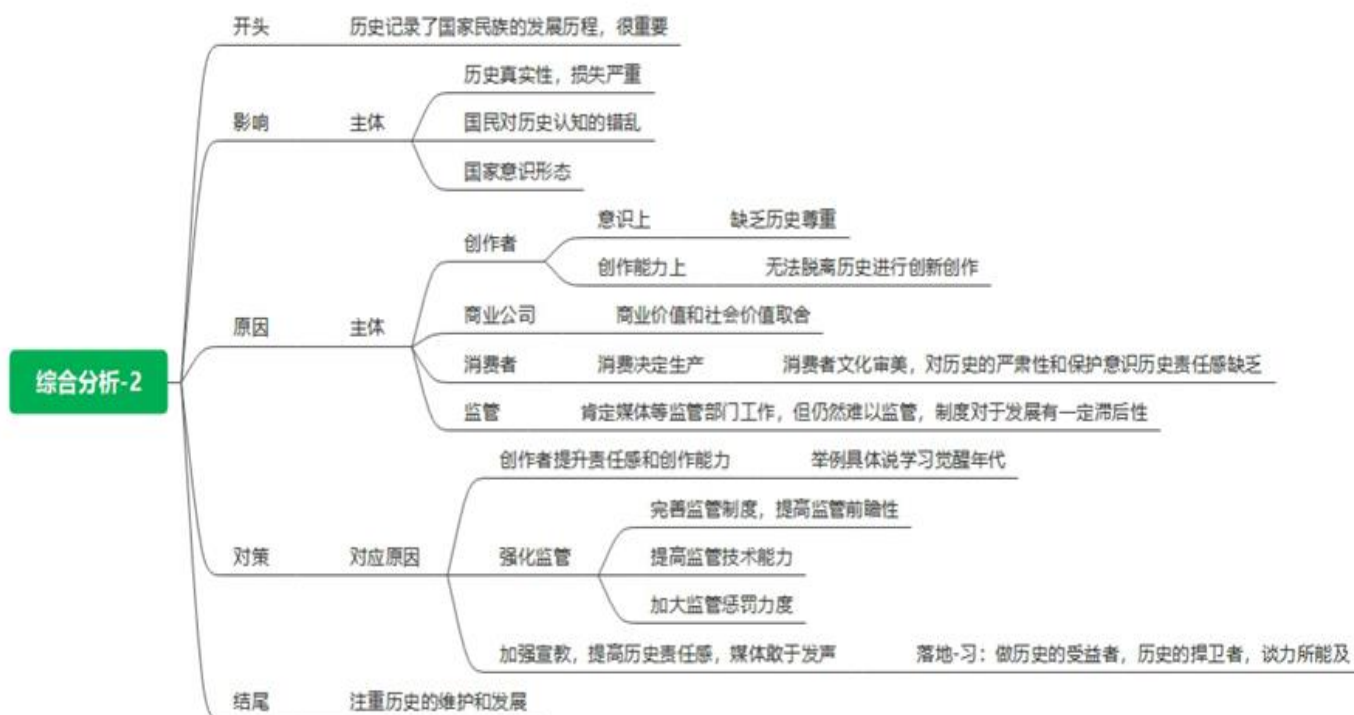 开头 历史记录了国家民族的发展历程，很重要
历史真实性，损失严重
影响 主体 国民对历史认知的错乱
国家意识形态
意识上 缺乏历史尊重
创作者
创作能力上 无法脱离历史进行创新创作
商业公司 商业价值和社会价值取舍
原因 主体
消费者 消费决定生产 消费者文化审美，对历史的严肃性和保护意识历史责任感缺乏
综合分析-2
监管 肯定媒体等监管部门工作，但仍然难以监管，制度对于发展有一定滞后性
创作者提升责任感和创作能力 举例具体说学习觉醒年代
完善监管制度，提高监管前瞻性
对策 对应原因 强化监管 提高监管技术能力
加大监管惩罚力度
加强宣教，提高历史责任感，媒体敢于发声 落地-习：做历史的受益者，历史的捍卫者，谈力所能及
结尾 注重历史的维护和发展